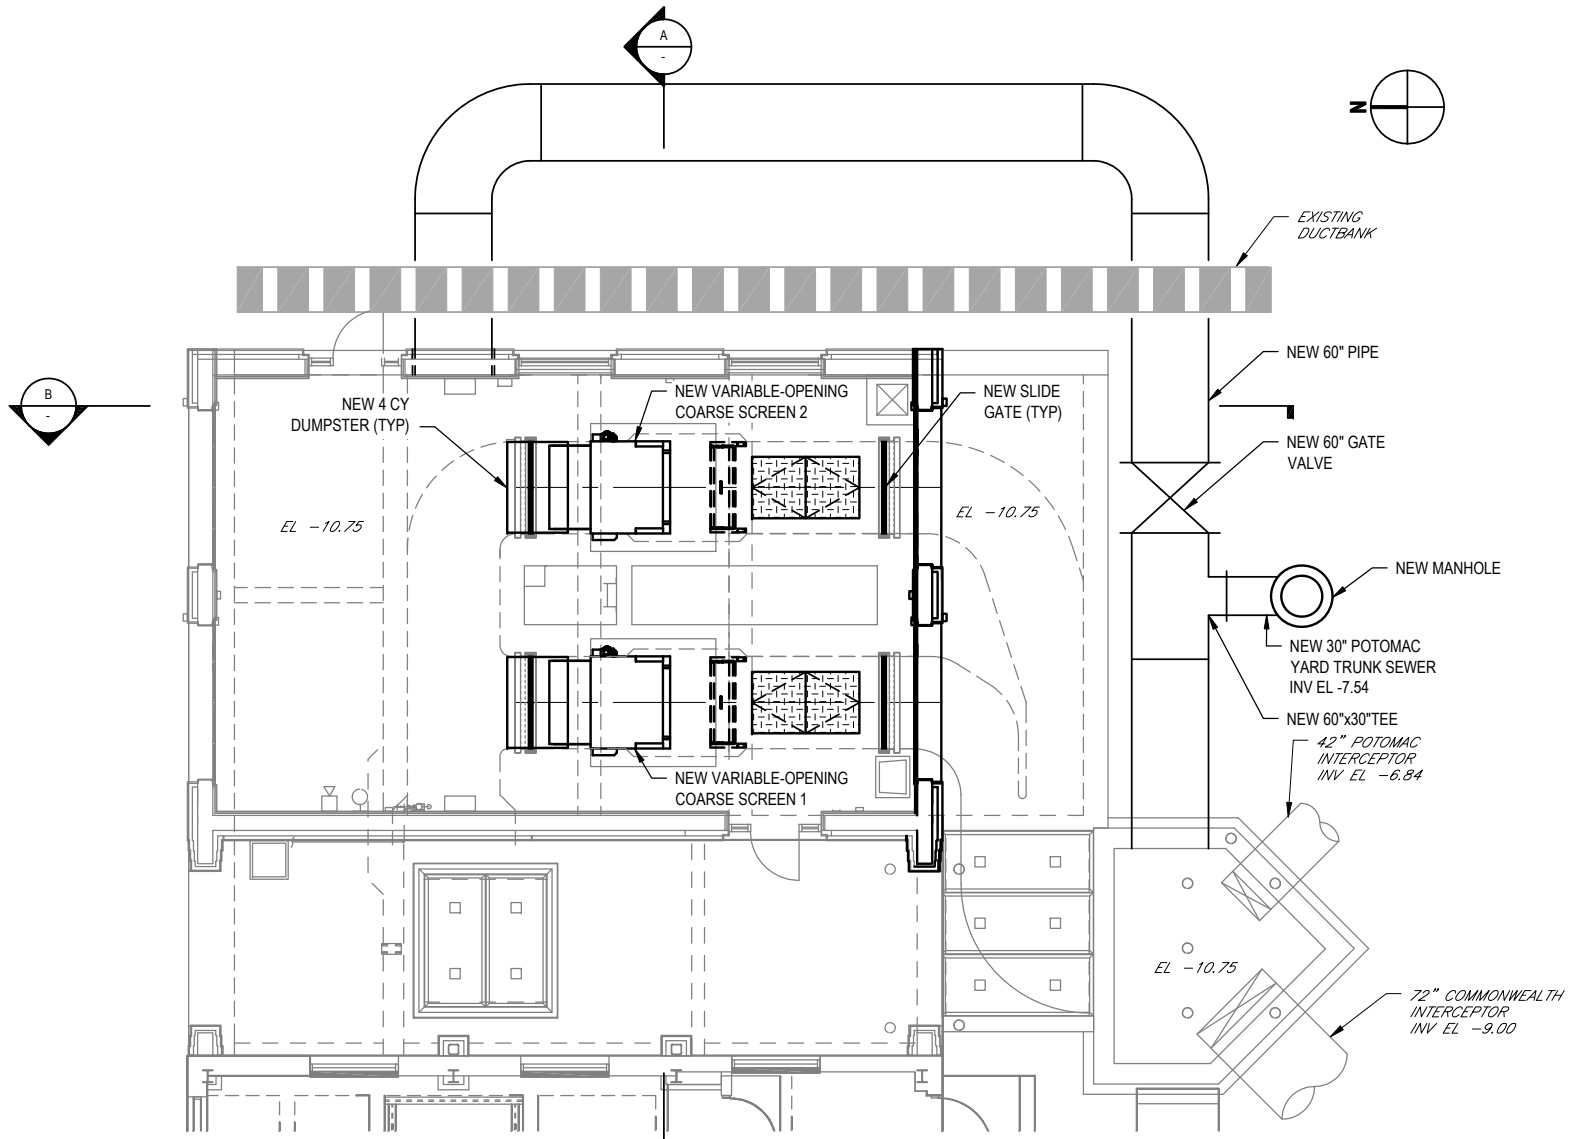 A
-
N
EXISTING
DUCTBANK
NEW 60" PIPE
B
-
NEW 4 CY
DUMPSTER (TYP)
NEW VARIABLE-OPENING
COARSE SCREEN 2
NEW SLIDE
GATE (TYP)
NEW 60" GATE
VALVE
EL -10.75
EL -10.75
NEW MANHOLE
NEW 30" POTOMAC
YARD TRUNK SEWER
INV EL -7.54
NEW 60"x30"TEE
42" POTOMAC
INTERCEPTOR
INV EL -6.84
NEW VARIABLE-OPENING
COARSE SCREEN 1
EL -10.75
72" COMMONWEALTH
INTERCEPTOR
INV EL -9.00